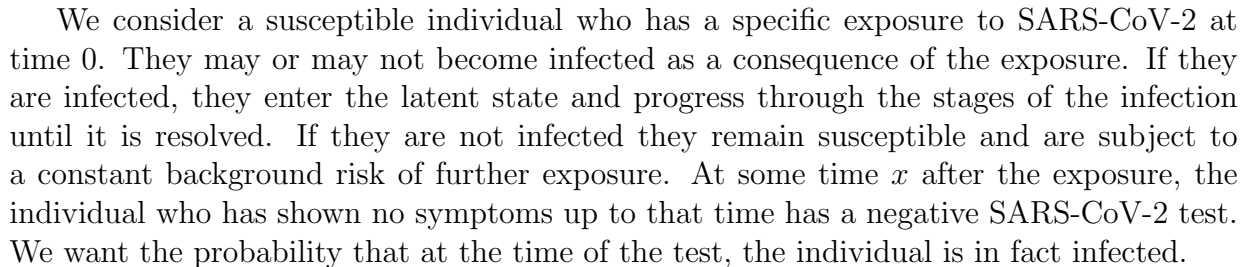 We consider a susceptible individual who has a specific exposure to SARS-CoV-2 at
time 0. They may or may not become infected as a consequence of the exposure. If they
are infected, they enter the latent state and progress through the stages of the infection
until it is resolved. If they are not infected they remain susceptible and are subject to
a constant background risk of further exposure. At some time x after the exposure, the
individual who has shown no symptoms up to that time has a negative SARS-CoV-2 test.
We want the probability that at the time of the test, the individual is in fact infected.